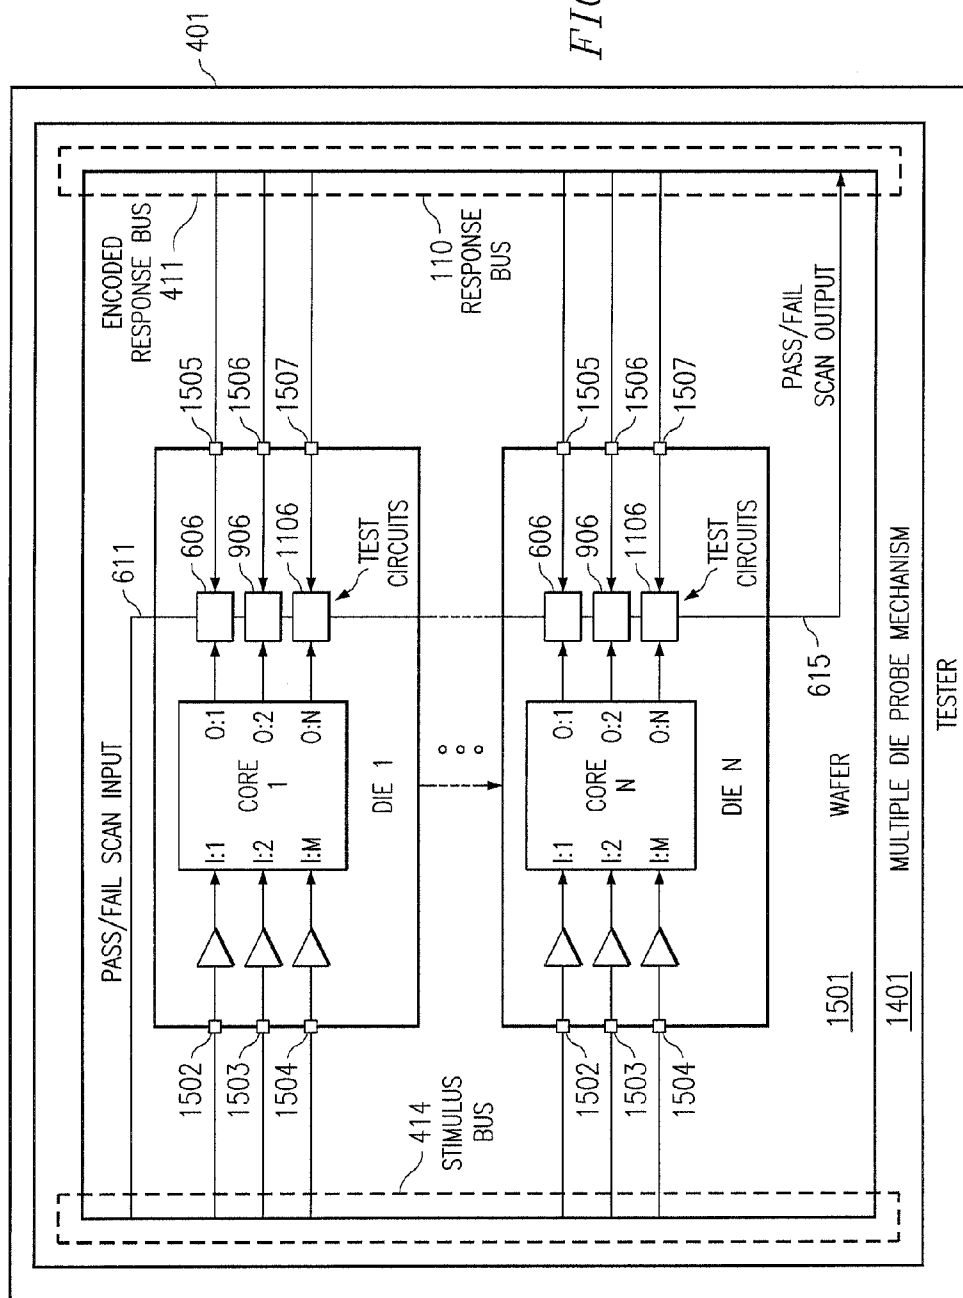 FIG
401
ENCODED
RESPONSE BUS
411
110
RESPONSE
BUS
PASS/FAIL
SCAN OUTPUT
1505
1506
1507
1505
1506
1507
611
606
906
1106
TEST
CIRCUITS
606
906
1106
TEST
CIRCUITS
615
PASS/FAIL SCAN INPUT
O:1
O:2
O:N
CORE
1
I:1
I:2
I:M
DIE 1
O:1
O:2
O:N
CORE
N
I:1
I:2
I:M
DIE N
WAFER
1501
MULTIPLE DIE PROBE MECHANISM
1401
TESTER
1502
1503
1504
1502
1503
1504
414
STIMULUS
BUS